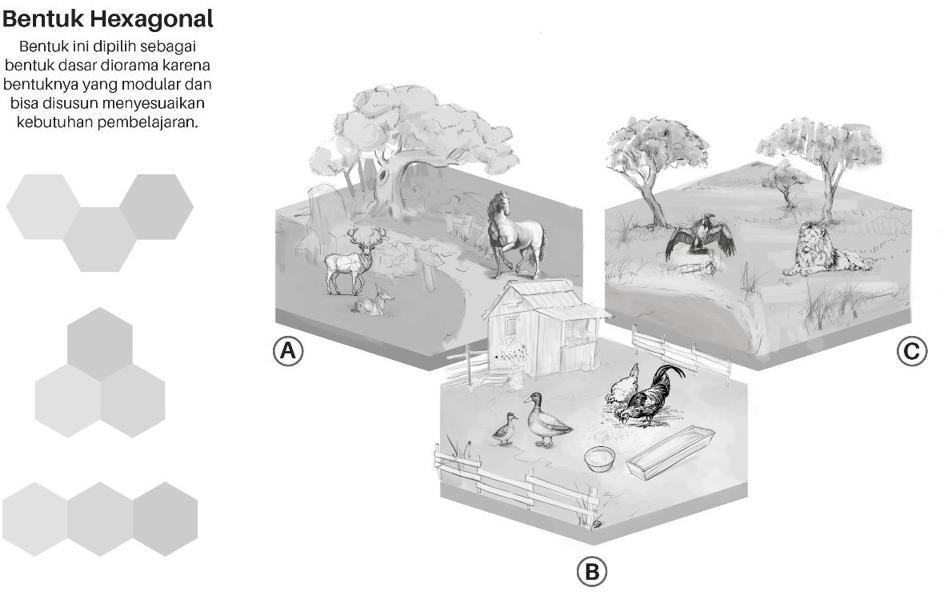 Bentuk Hexagonal
Bentuk ini dipilih sebagai
bentuk dasar diorama karena
bentuknya yang modular dan
bisa disusun menyesuaikan
kebutuhan pembelajaran.
A
C
B